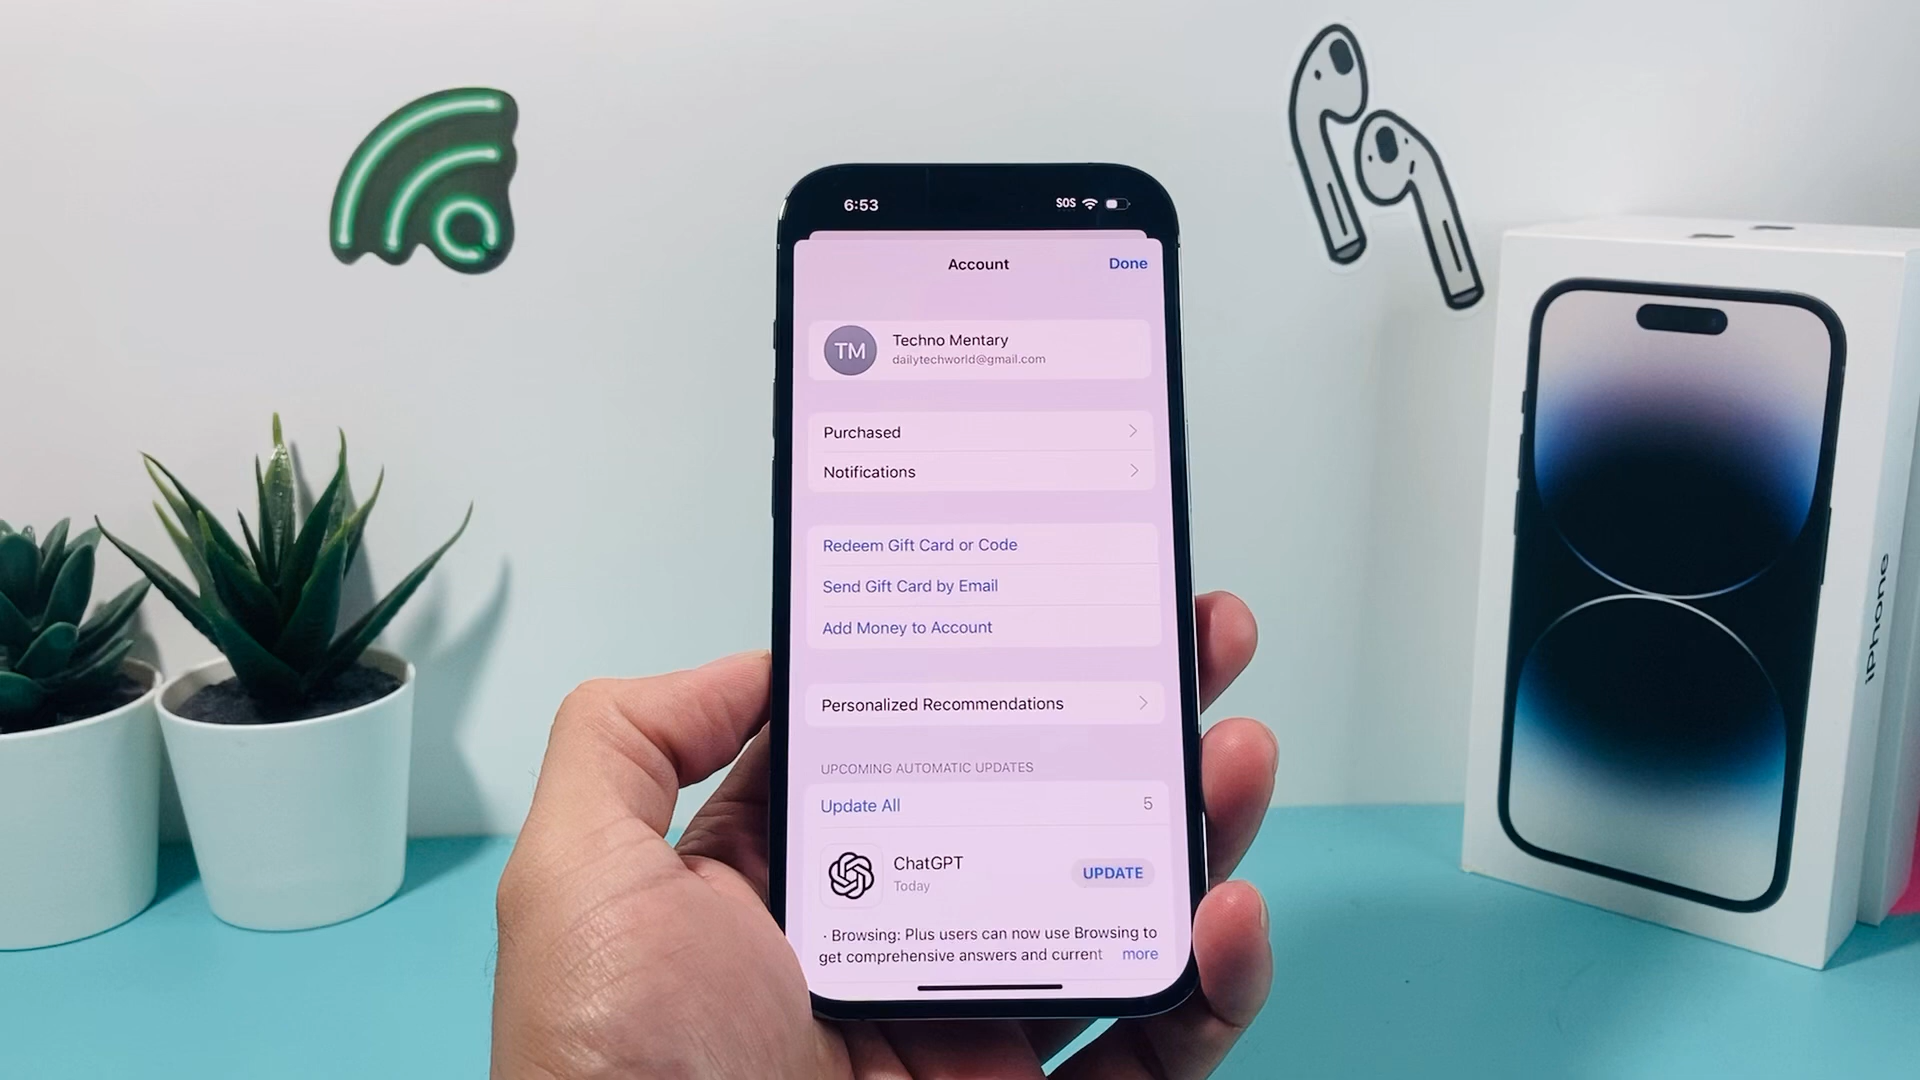 6:53 SOS
Account Done
TM
Techno Mentary
dailytechworld@gmail.com
Purchased
Notifications
Redeem Gift Card or Code
Send Gift Card by Email
Add Money to Account
Personalized Recommendations
UPCOMING AUTOMATIC UPDATES
Update All 5
ChatGPT
Today
UPDATE
· Browsing: Plus users can now use Browsing to
get comprehensive answers and current more
iPhone